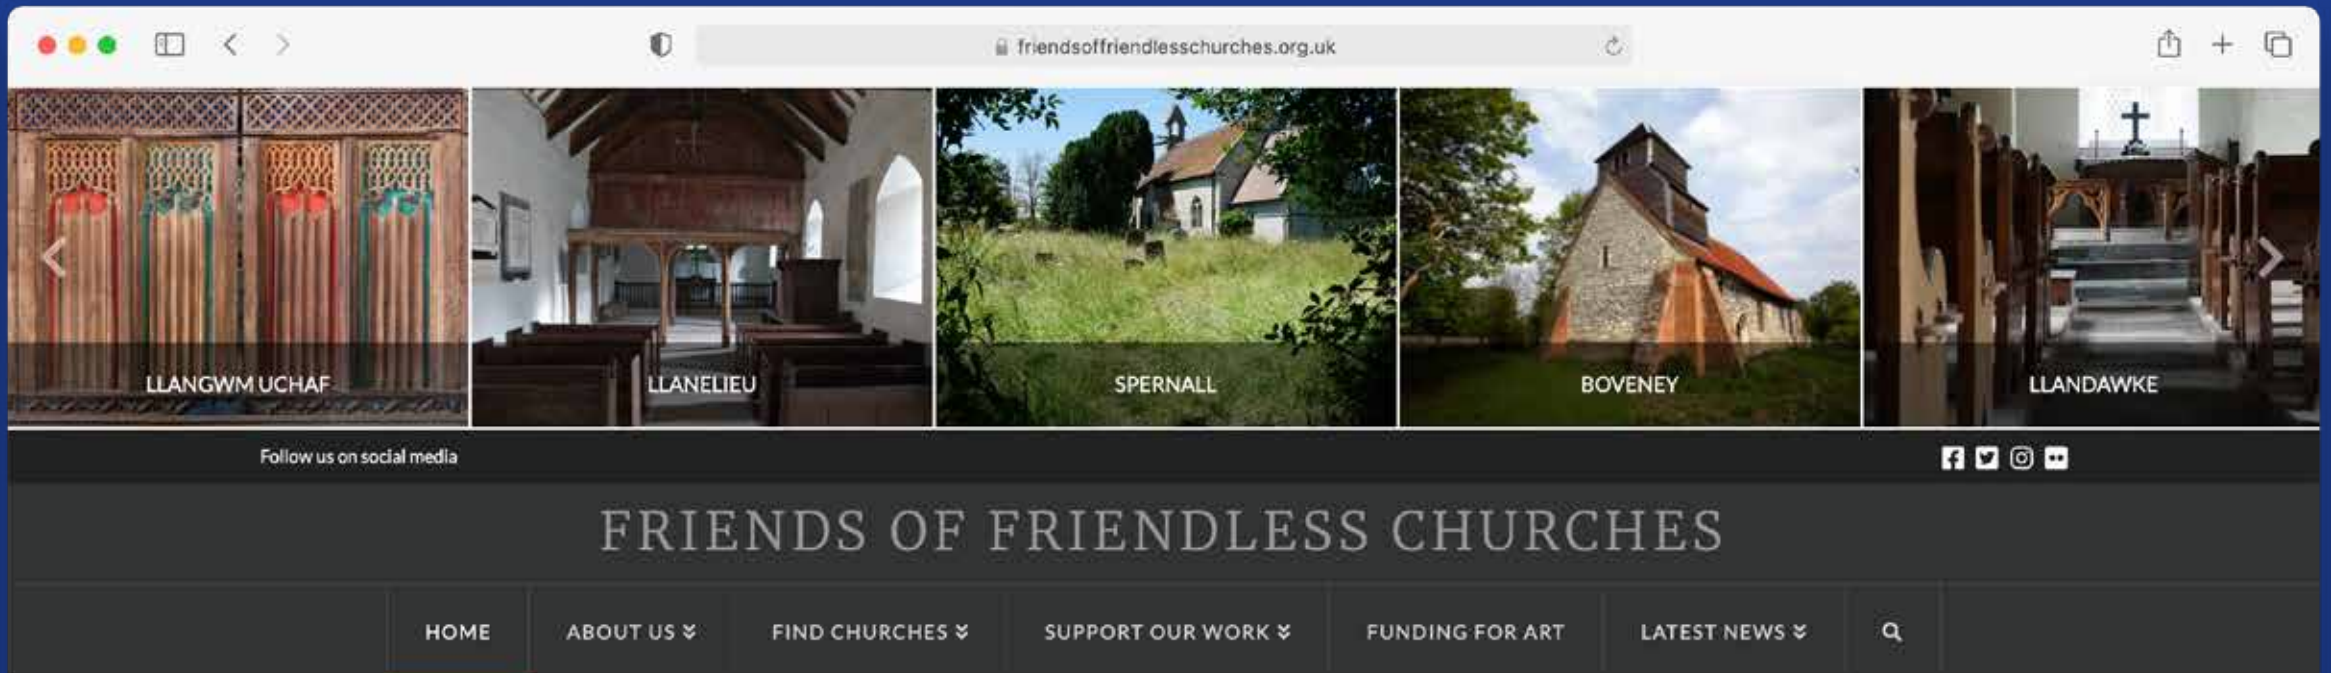 friendsoffriendlesschurches.org.uk
LLANGWM UCHAF
LLANELIEU
SPERNALL
BOVENEY
LLANDAWKE
Follow us on social media
FRIENDS OF FRIENDLESS CHURCHES
HOME
ABOUT US
FIND CHURCHES
SUPPORT OUR WORK
FUNDING FOR ART
LATEST NEWS